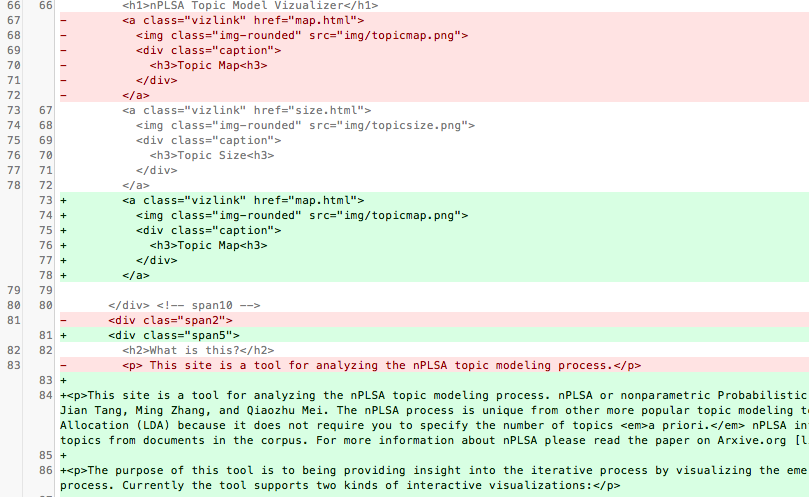 66 66 <h1>nPLSA Topic Model Vizualizer</h1>
67 - <a class="vizlink" href="map.html">
68 - <img class="img-rounded" src="img/topicmap.png">
69 - <div class="caption">
70 - <h3>Topic Map<h3>
71 - </div>
72 - </a>
73 67 <a class="vizlink" href="size.html">
74 68 <img class="img-rounded" src="img/topicsize.png">
75 69 <div class="caption">
76 70 <h3>Topic Size<h3>
77 71 </div>
78 72 </a>
73 + <a class="vizlink" href="map.html">
74 + <img class="img-rounded" src="img/topicmap.png">
75 + <div class="caption">
76 + <h3>Topic Map<h3>
77 + </div>
78 + </a>
79 79
80 80 </div> <!-- span10 -->
81 - <div clas="span2">
81 + <div class="span5">
82 82 <h2>What is this?</h2>
83 - <p> This site is a tool for analyzing the nPLSA topic modeling process.</p>
83 +
84 +<p>This site is a tool for analyzing the nPLSA topic modeling process. nPLSA or nonparametric Probabilistic
Jian Tang, Ming Zhang, and Qiaozhu Mei. The nPLSA process is unique from other more popular topic modeling t
Allocation (LDA) because it does not require you to specify the number of topics <em>a priori.</em> nPLSA in
topics from documents in the corpus. For more information about nPLSA please read the paper on Arxive.org [l
85 +
86 +<p>The purpose of this tool is to being providing insight into the iterative process by visualizing the eme
process. Currently the tool supports two kinds of interactive visualizations:</p>